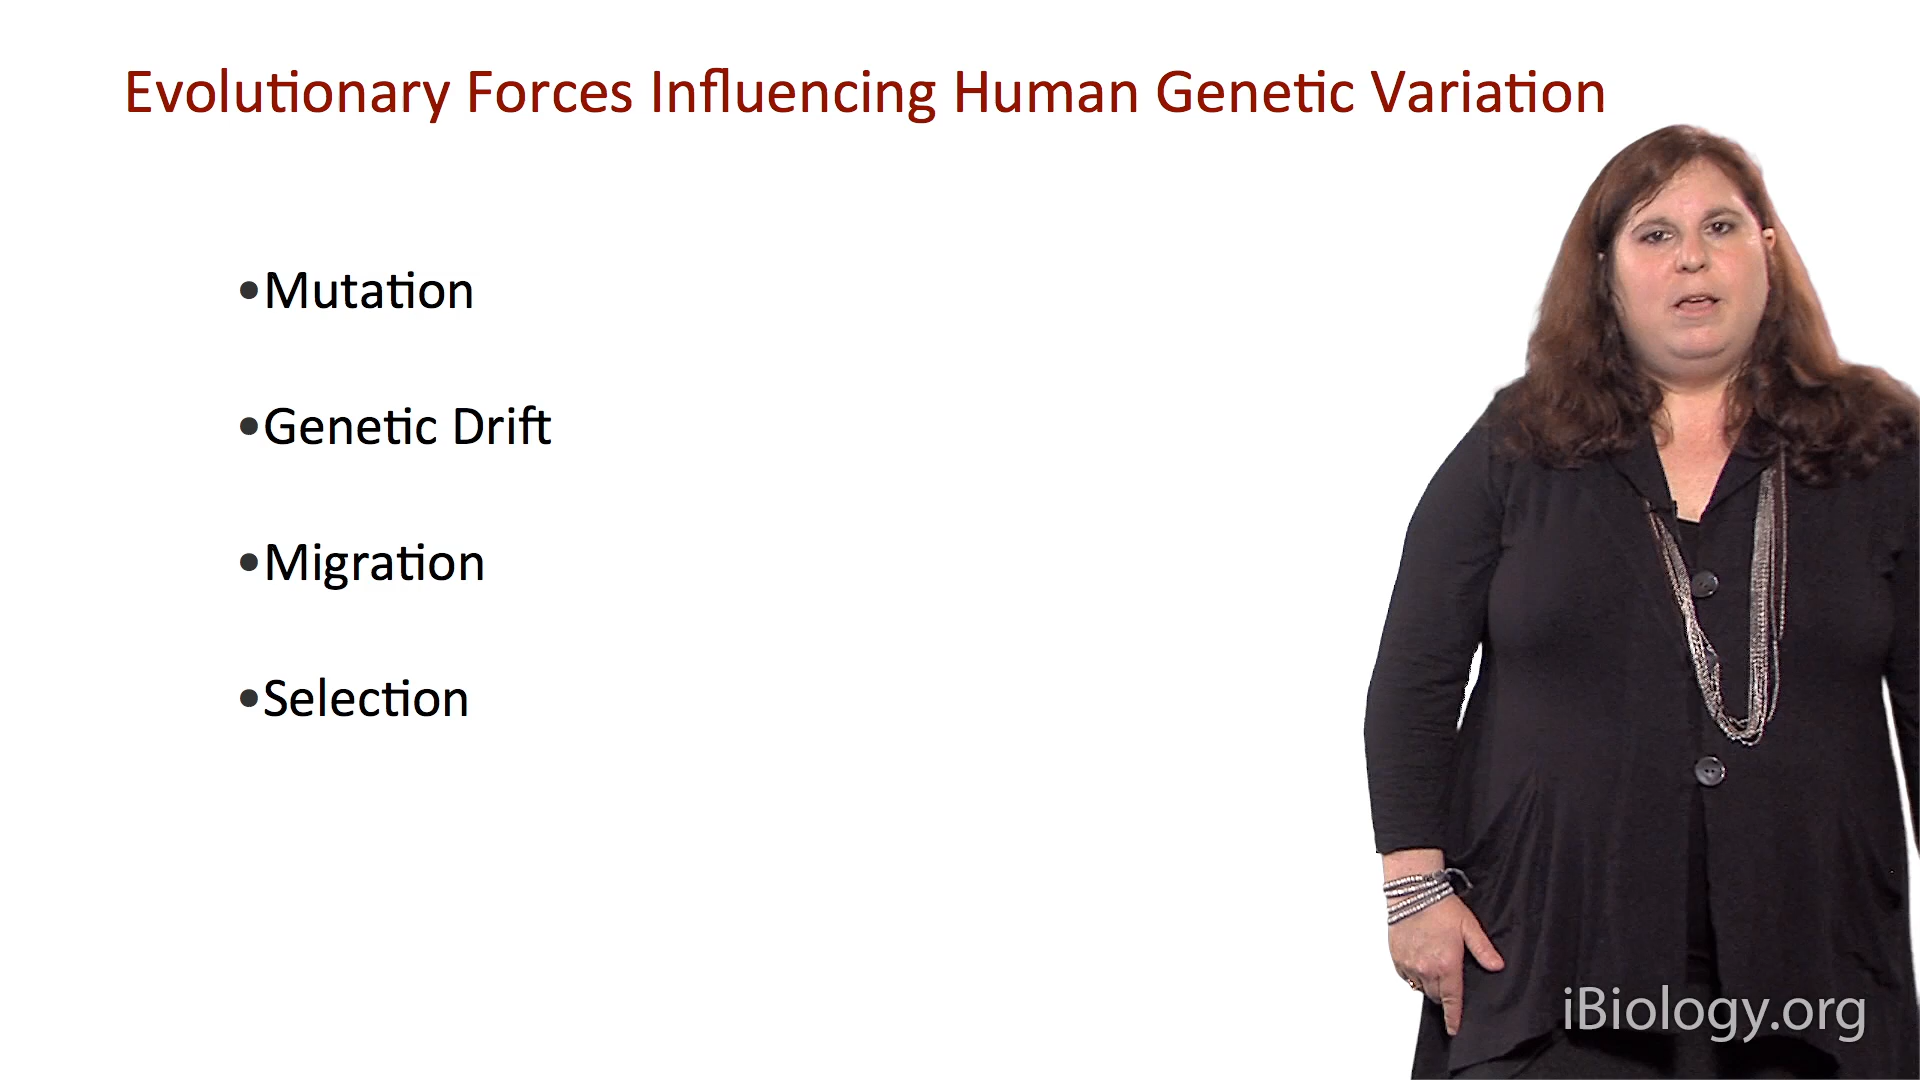 Evolutionary Forces Influencing Human Genetic Variation
•Mutation
•Genetic Drift
•Migration
•Selection
iBiology.org